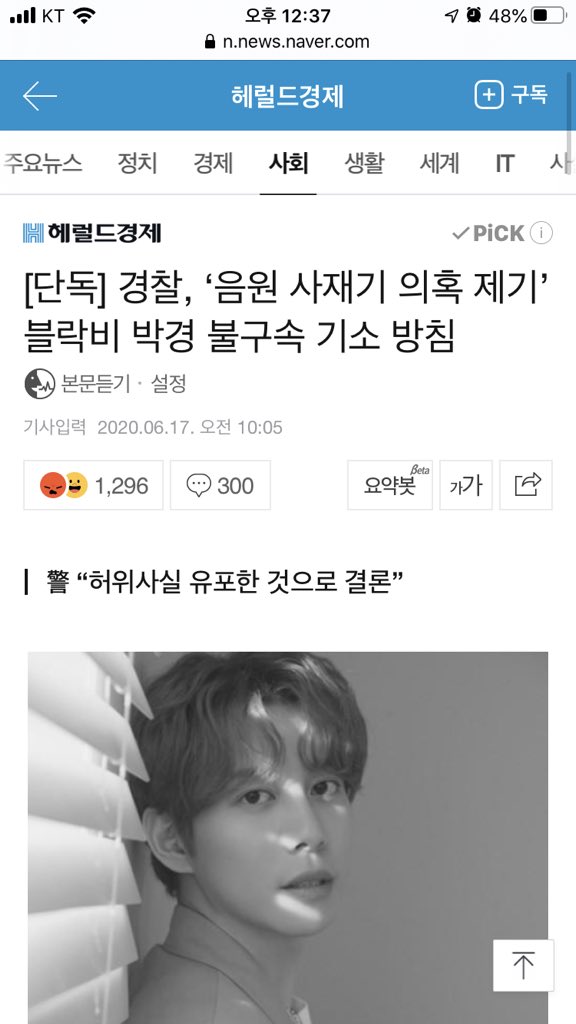 KT 오후 12:37 48%
n.news.naver.com
헤럴드경제 구독
주요뉴스 정치 경제 사회 생활 세계 IT 사
헤럴드경제 PiCK i
[단독] 경찰, ‘음원 사재기 의혹 제기’
블락비 박경 불구속 기소 방침
본문듣기 · 설정
기사입력 2020.06.17. 오전 10:05
1,296 300 요약봇 Beta 가가
警 “허위사실 유포한 것으로 결론”